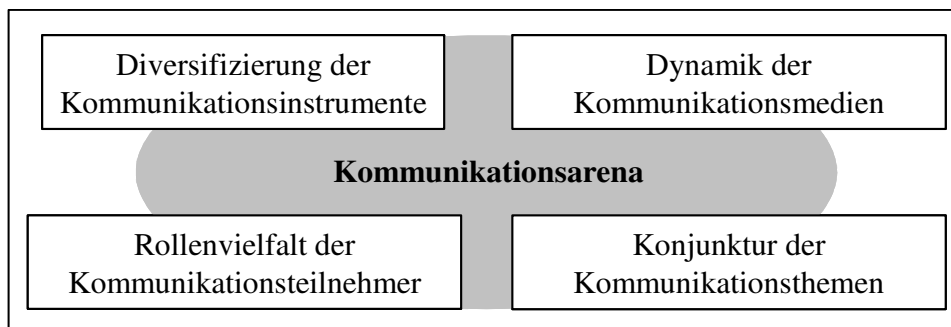 Diversifizierung der
Kommunikationsinstrumente
Dynamik der
Kommunikationsmedien
Kommunikationsarena
Rollenvielfalt der
Kommunikationsteilnehmer
Konjunktur der
Kommunikationsthemen